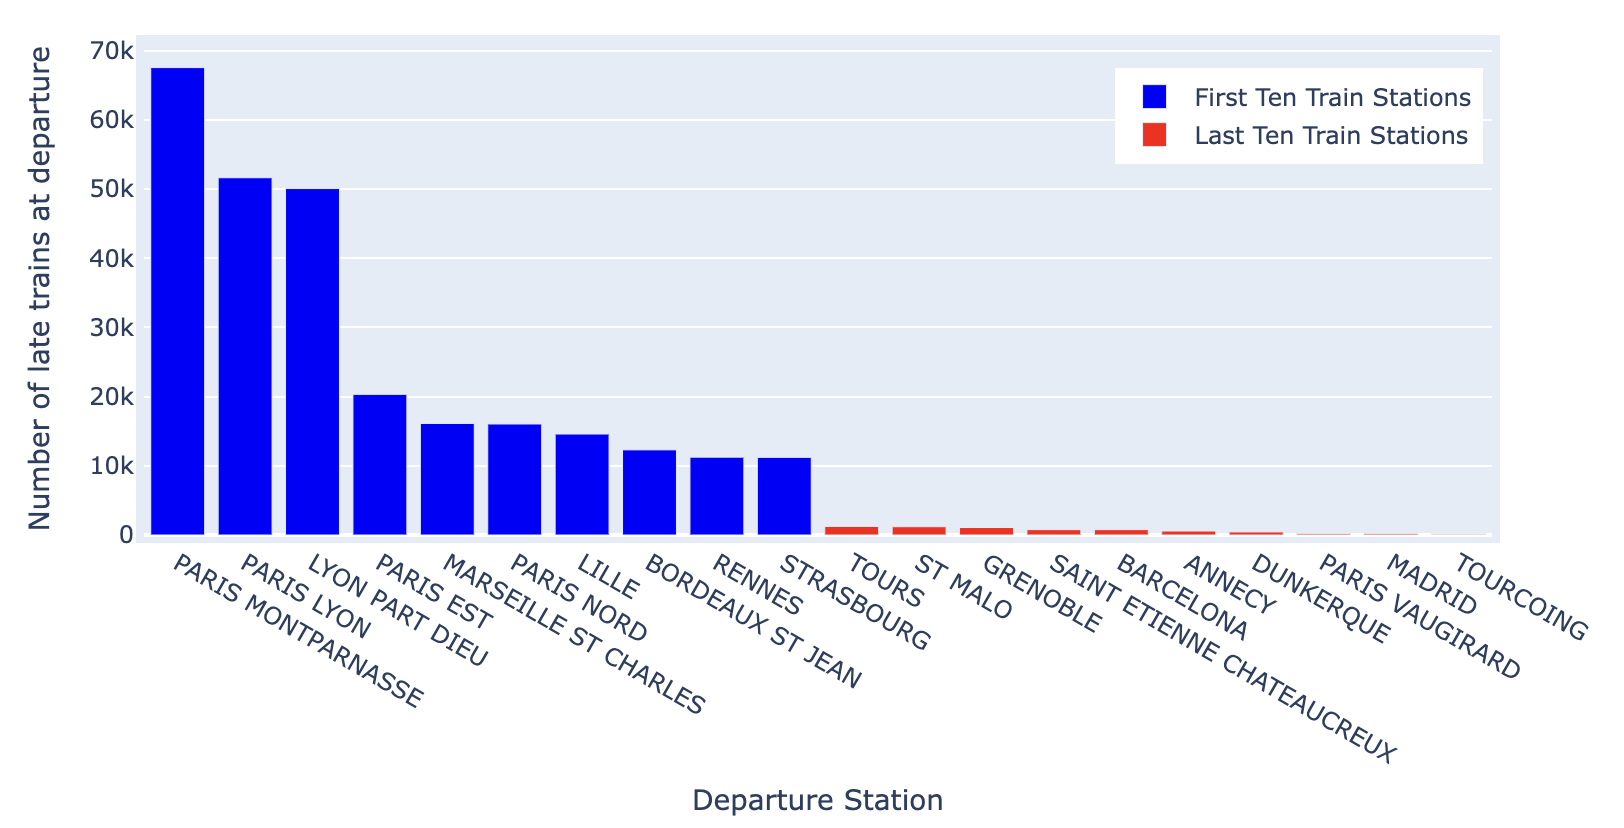 Number of late trains at departure
70k
60k
50k
40k
30k
20k
10k
0
First Ten Train Stations
Last Ten Train Stations
PARIS MONTPARNASSE
PARIS LYON
LYON PART DIEU
PARIS EST
MARSEILLE ST CHARLES
PARIS NORD
LILLE
BORDEAUX ST JEAN
RENNES
STRASBOURG
TOURS
ST MALO
GRENOBLE
SAINT ETIENNE CHATEAUCREUX
BARCELONA
ANNECY
DUNKERQUE
PARIS VAUGIRARD
MADRID
TOURCOING
Departure Station